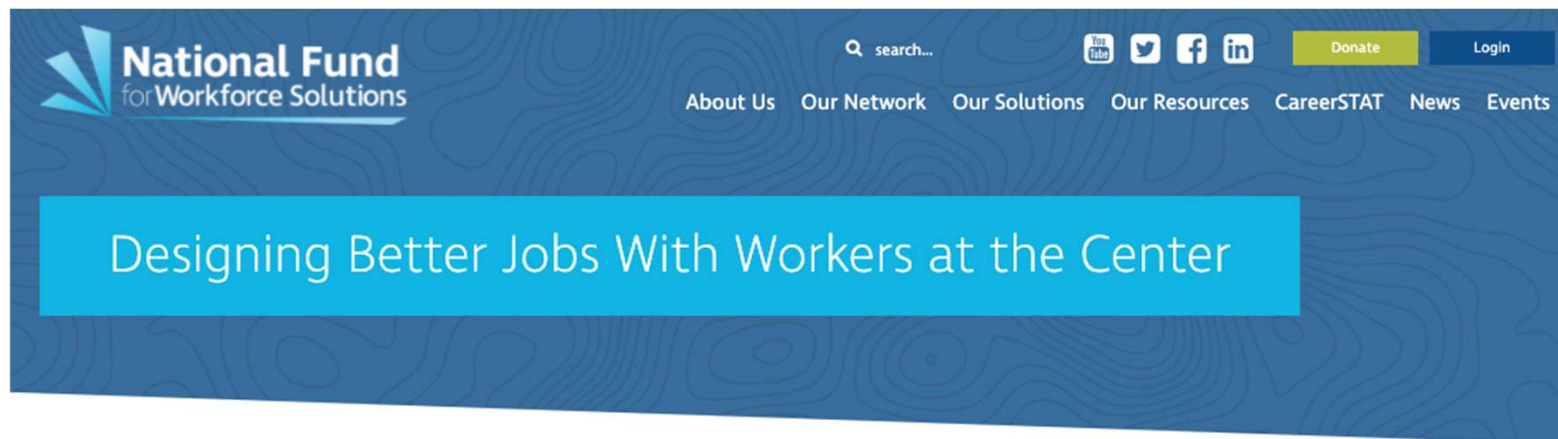 National Fund
for Workforce Solutions
search...
You
Tube
f
in
Donate
Login
About Us
Our Network
Our Solutions
Our Resources
CareerSTAT
News
Events
Designing Better Jobs With Workers at the Center